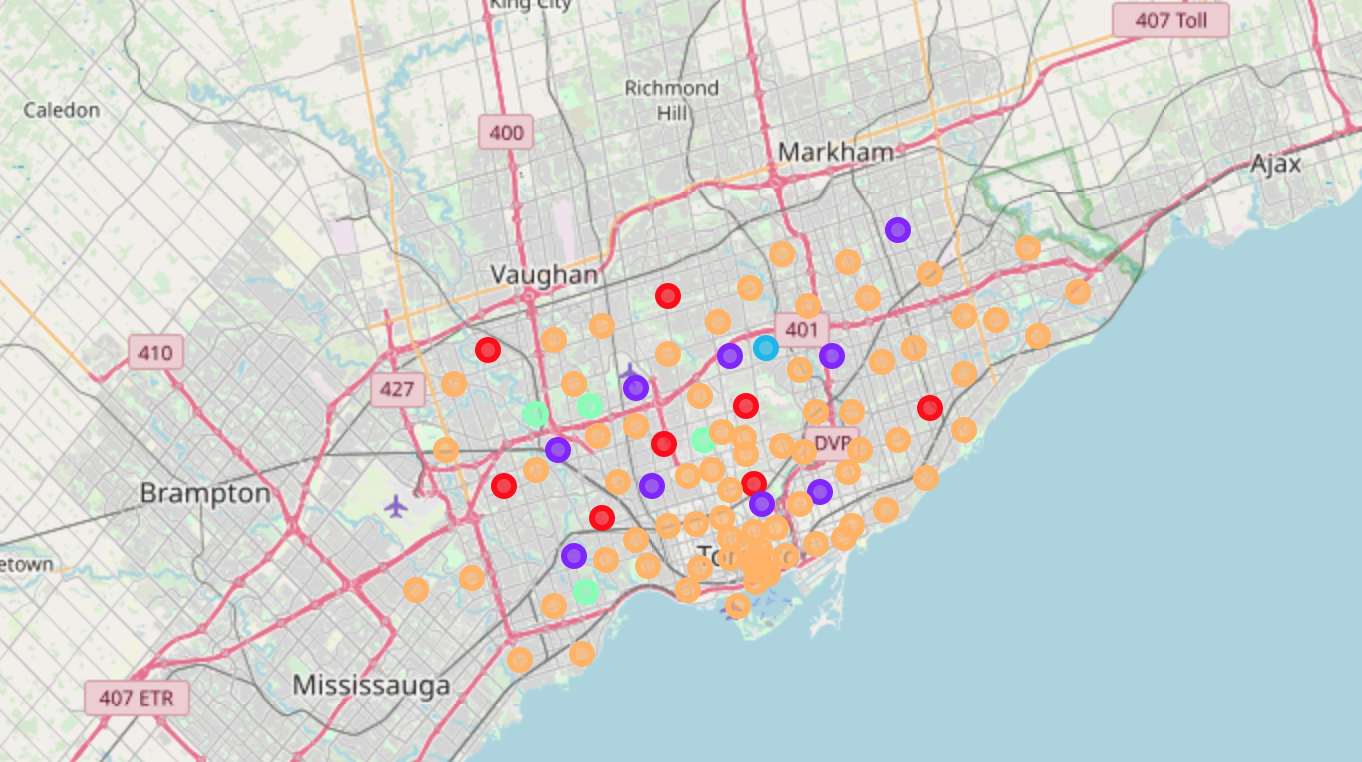 King City
407 Toll
Richmond
Hill
Caledon
400
Markham
Ajax
Vaughan
401
410
427
DVP
Brampton
etown
Mississauga
407 ETR